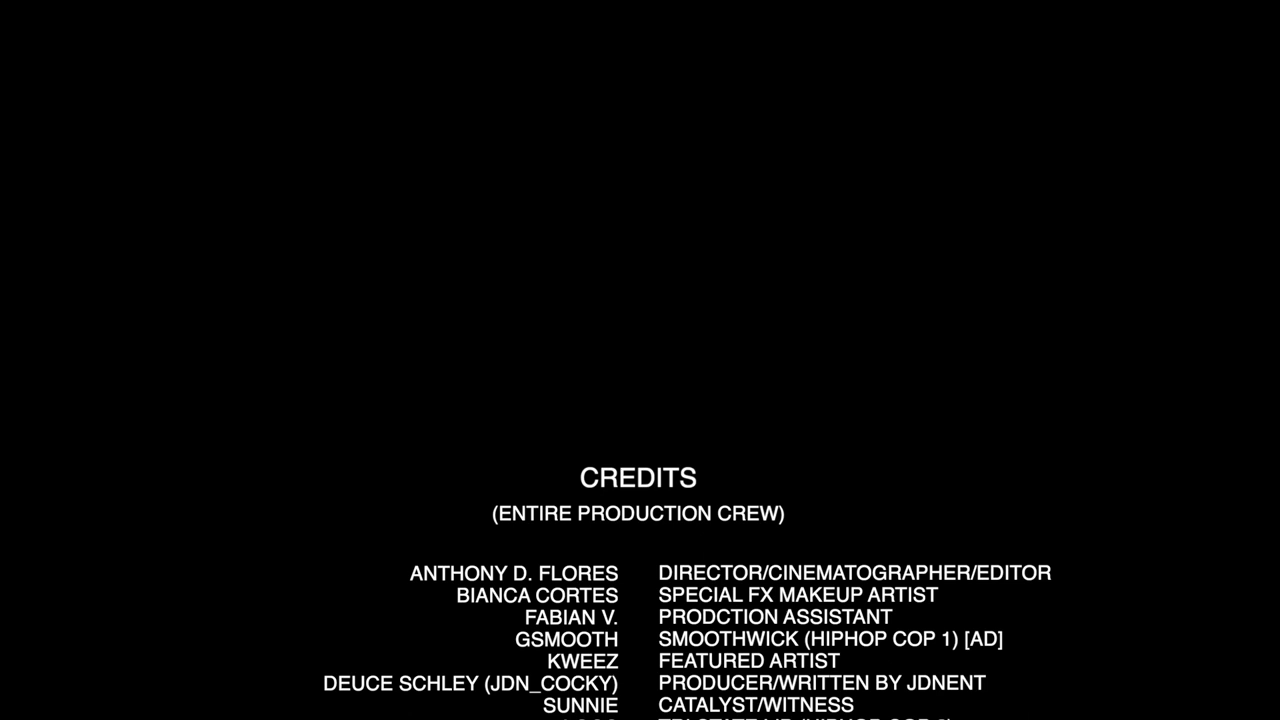 CREDITS
(ENTIRE PRODUCTION CREW)
ANTHONY D. FLORES DIRECTOR/CINEMATOGRAPHER/EDITOR
BIANCA CORTES SPECIAL FX MAKEUP ARTIST
FABIAN V. PRODCTION ASSISTANT
GSMOOTH SMOOTHWICK (HIPHOP COP 1) [AD]
KWEEZ FEATURED ARTIST
DEUCE SCHLEY (JDN_COCKY) PRODUCER/WRITTEN BY JDNENT
SUNNIE CATALYST/WITNESS